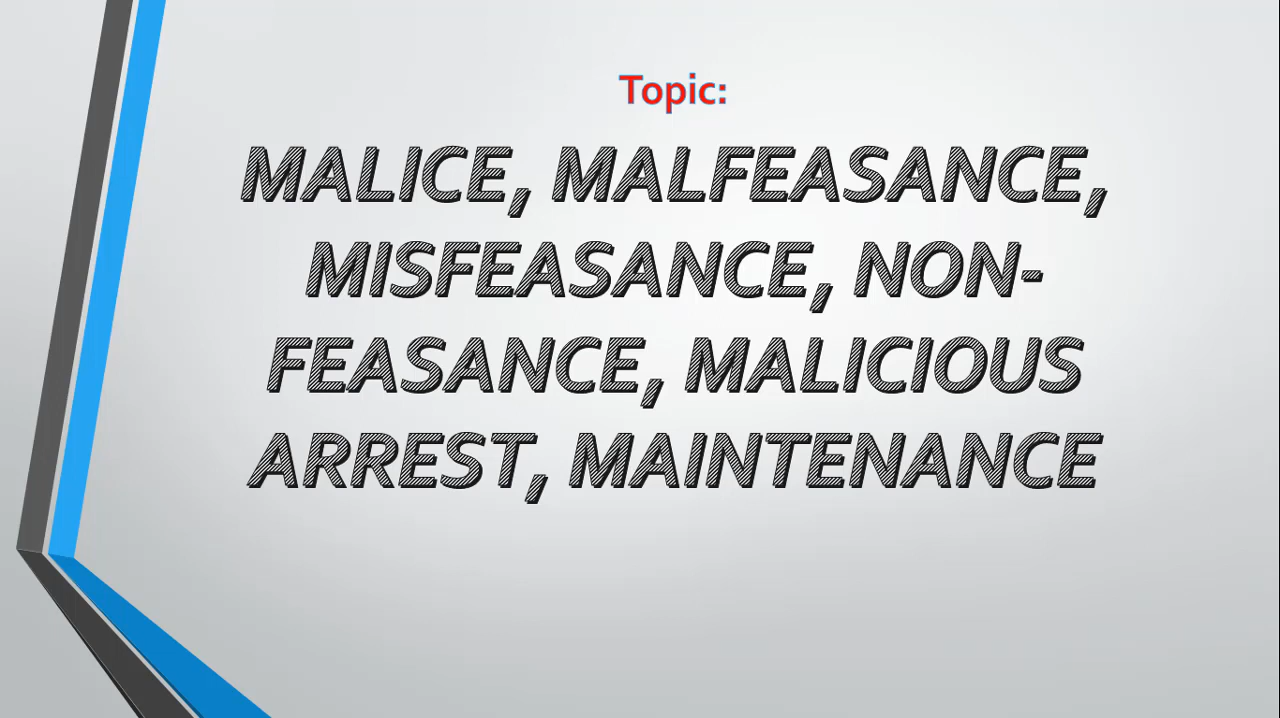 Topic:
MALICE, MALFEASANCE,
MISFEASANCE, NON-
FEASANCE, MALICIOUS
ARREST, MAINTENANCE